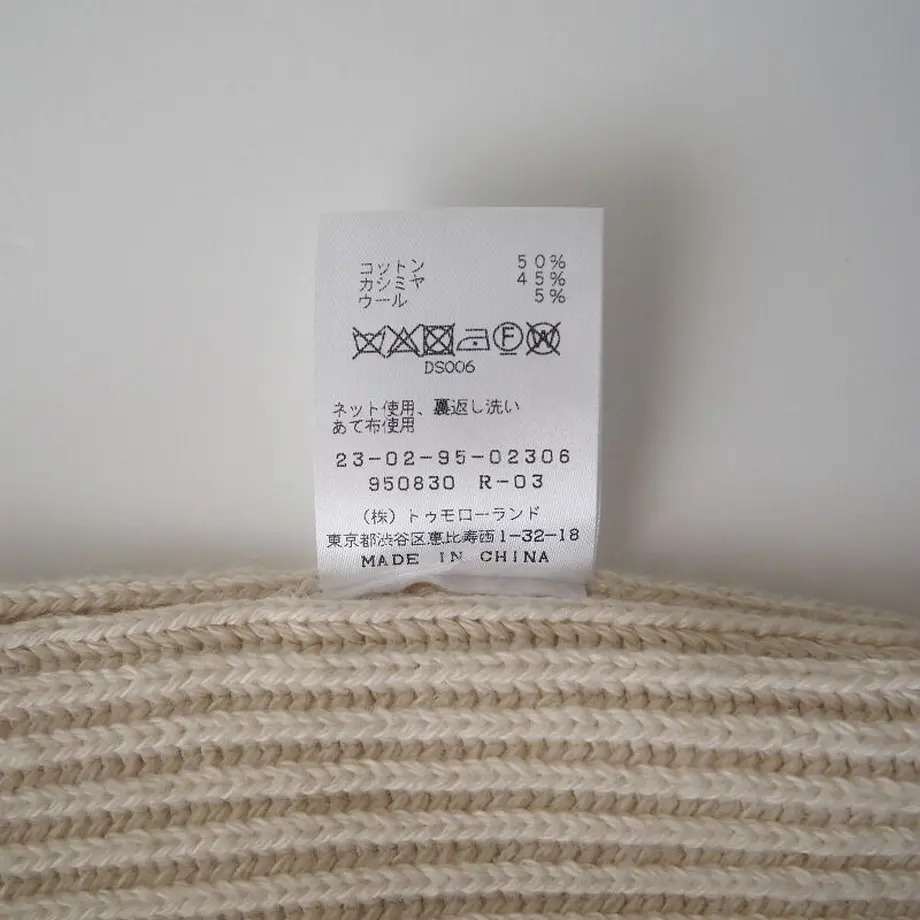 コットン 50%
カシミヤ 45%
ウール 5%
F W
DS006
ネット使用、裏返し洗い
あて布使用
23-02-95-02306
950830 R-03
(株)トゥモローランド
東京都渋谷区恵比寿西1-32-18
MADE IN CHINA